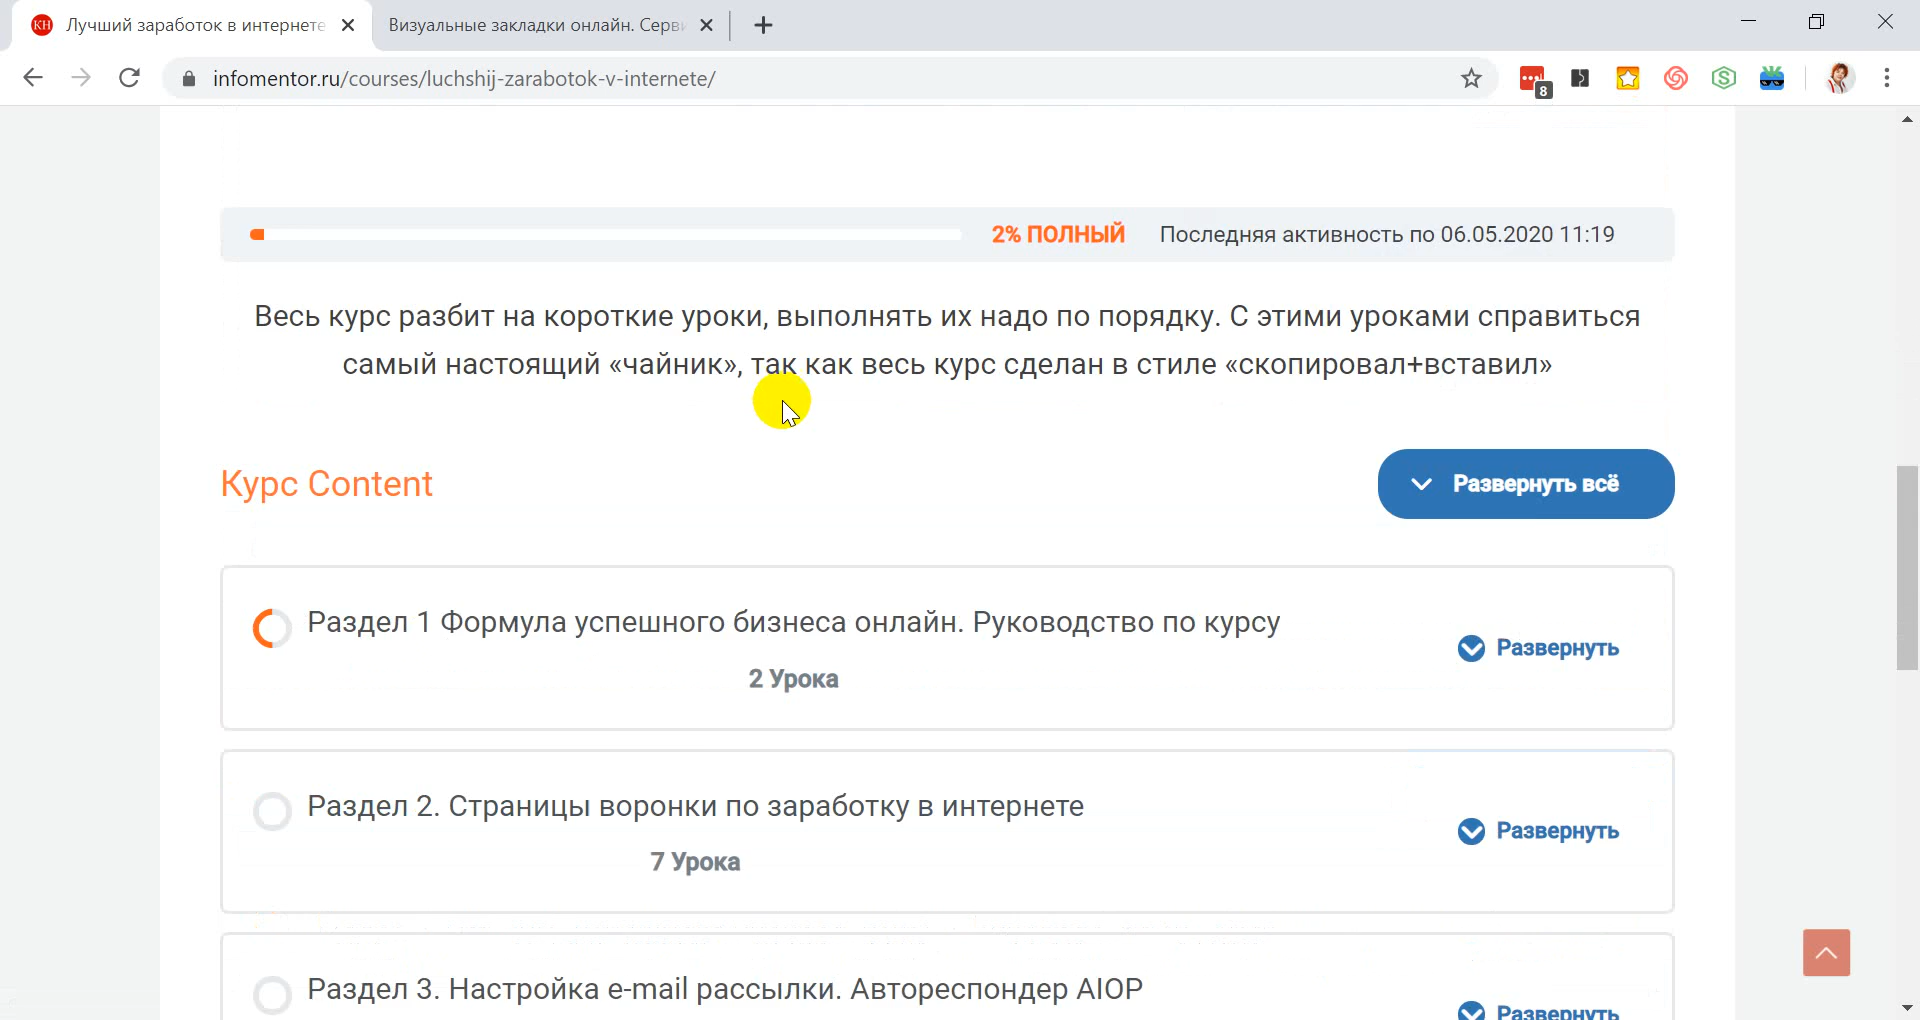 КН Лучший заработок в интернете
Визуальные закладки онлайн. Серви
infomentor.ru/courses/luchshij-zarabotok-v-internete/
8
2% ПОЛНЫЙ Последняя активность по 06.05.2020 11:19
Весь курс разбит на короткие уроки, выполнять их надо по порядку. С этими уроками справиться
самый настоящий «чайник», так как весь курс сделан в стиле «скопировал+вставил»
Курс Content
Развернуть всё
Раздел 1 Формула успешного бизнеса онлайн. Руководство по курсу
2 Урока
Развернуть
Раздел 2. Страницы воронки по заработку в интернете
7 Урока
Развернуть
Раздел 3. Настройка e-mail рассылки. Автореспондер AIOP
Развернуть